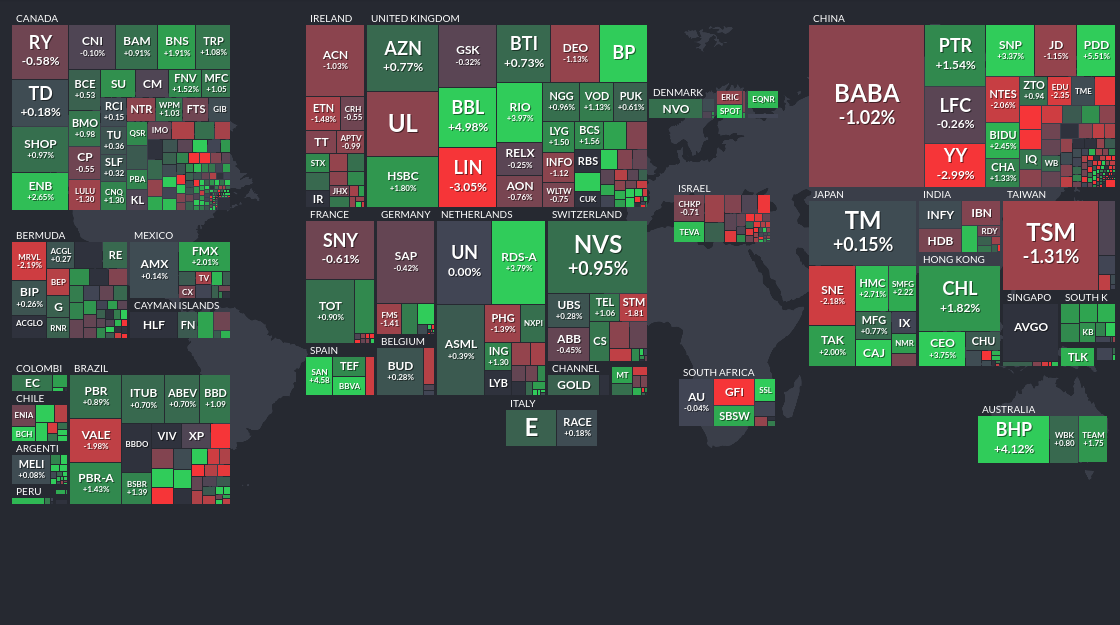 CANADA
RY
-0.58%
CNI
-0.10%
BAM
+0.91%
BNS
+1.91%
TRP
+1.08%
TD
+0.18%
BCE
+0.53
SU
CM
FNV
+1.52%
MFC
+1.05
BMO
+0.98
RCI
+0.15
NTR
WPM
+1.03
FTS
GIB
SHOP
+0.97%
TU
+0.36
QSR
IMO
CP
-0.55
SLF
+0.32
ENB
+2.65%
LULU
-1.30
CNQ
+1.30
PBA
KL
BERMUDA
MRVL
-2.19%
ACGL
+0.27
RE
BIP
+0.26%
BEP
G
ACGLO
RNR
MEXICO
AMX
+0.14%
FMX
+2.01%
TV
CX
CAYMAN ISLANDS
HLF
FN
COLOMBI
EC
CHILE
ENIA
BCH
ARGENTI
MELI
+0.08%
PERU
BRAZIL
PBR
+0.89%
ITUB
+0.70%
ABEV
+0.70%
BBD
+1.09
VALE
-1.98%
BBDO
VIV
XP
PBR-A
+1.43%
BSBR
+1.39
IRELAND
ACN
-1.03%
ETN
-1.48%
CRH
-0.55
TT
APTV
-0.99
STX
IR
JHX
UNITED KINGDOM
AZN
+0.77%
GSK
-0.32%
BTI
+0.73%
DEO
-1.13%
BP
UL
BBL
+4.98%
RIO
+3.97%
NGG
+0.96%
VOD
+1.13%
PUK
+0.61%
LYG
+1.50
BCS
+1.56
HSBC
+1.80%
LIN
-3.05%
RELX
-0.25%
INFO
-1.12
RBS
AON
-0.76%
WLTW
-0.75
CUK
FRANCE
SNY
-0.61%
TOT
+0.90%
GERMANY
SAP
-0.42%
FMS
-1.41
NETHERLANDS
UN
0.00%
RDS-A
+3.79%
ASML
+0.39%
PHG
-1.39%
NXPI
ING
+1.30
LYB
SWITZERLAND
NVS
+0.95%
UBS
+0.28%
TEL
+1.06
STM
-1.81
ABB
-0.45%
CS
SPAIN
SAN
+4.58
TEF
BBVA
BELGIUM
BUD
+0.28%
CHANNEL
GOLD
MT
ITALY
E
RACE
+0.18%
DENMARK
NVO
ERIC
SPOT
EQNR
ISRAEL
CHKP
-0.71
TEVA
SOUTH AFRICA
AU
-0.04%
GFI
SSL
SBSW
CHINA
BABA
-1.02%
PTR
+1.54%
SNP
+3.37%
JD
-1.15%
PDD
+5.51%
LFC
-0.26%
NTES
-2.06%
ZTO
+0.94
EDU
-2.35
TME
BIDU
+2.45%
YY
-2.99%
CHA
+1.33%
IQ
WB
JAPAN
TM
+0.15%
SNE
-2.18%
HMC
+2.71%
SMFG
+2.22
MFG
+0.77%
IX
TAK
+2.00%
CAJ
NMR
INDIA
INFY
IBN
HDB
RDY
HONG KONG
CHL
+1.82%
CEO
+3.75%
CHU
TAIWAN
TSM
-1.31%
SINGAPO
AVGO
SOUTH K
KB
TLK
AUSTRALIA
BHP
+4.12%
WBK
+0.80
TEAM
+1.75